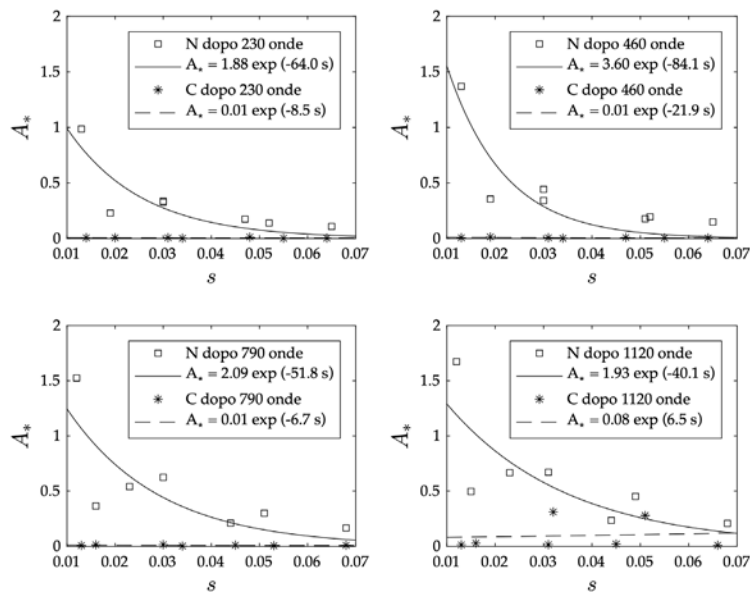 2
1.5
1
0.5
0
A*
0.01 0.02 0.03 0.04 0.05 0.06 0.07
s
N dopo 230 onde
A* = 1.88 exp (-64.0 s)
C dopo 230 onde
A* = 0.01 exp (-8.5 s)
2
1.5
1
0.5
0
A*
0.01 0.02 0.03 0.04 0.05 0.06 0.07
s
N dopo 460 onde
A* = 3.60 exp (-84.1 s)
C dopo 460 onde
A* = 0.01 exp (-21.9 s)
2
1.5
1
0.5
0
A*
0.01 0.02 0.03 0.04 0.05 0.06 0.07
s
N dopo 790 onde
A* = 2.09 exp (-51.8 s)
C dopo 790 onde
A* = 0.01 exp (-6.7 s)
2
1.5
1
0.5
0
A*
0.01 0.02 0.03 0.04 0.05 0.06 0.07
s
N dopo 1120 onde
A* = 1.93 exp (-40.1 s)
C dopo 1120 onde
A* = 0.08 exp (6.5 s)